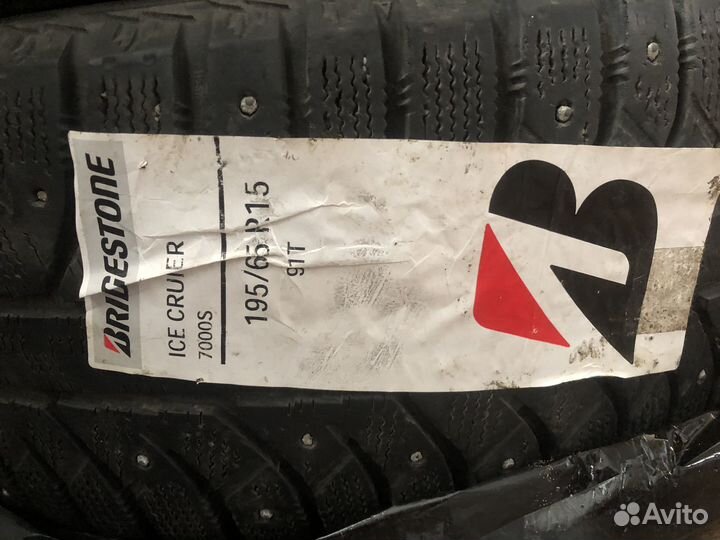 BRIDGESTONE
ICE CRUISER
7000S
195/65 R15
91T
B
Avito